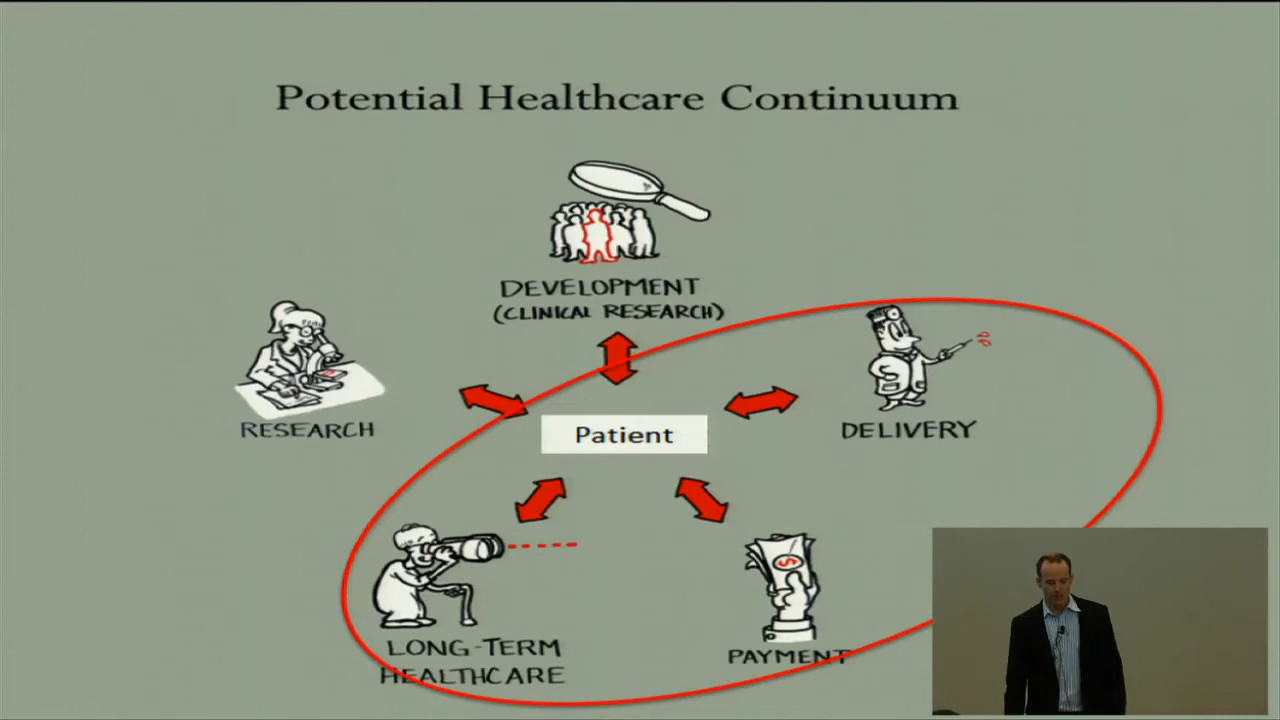 Potential Healthcare Continuum
DEVELOPMENT
(CLINICAL RESEARCH)
RESEARCH
Patient
DELIVERY
LONG-TERM
HEALTHCARE
PAYMENT
$